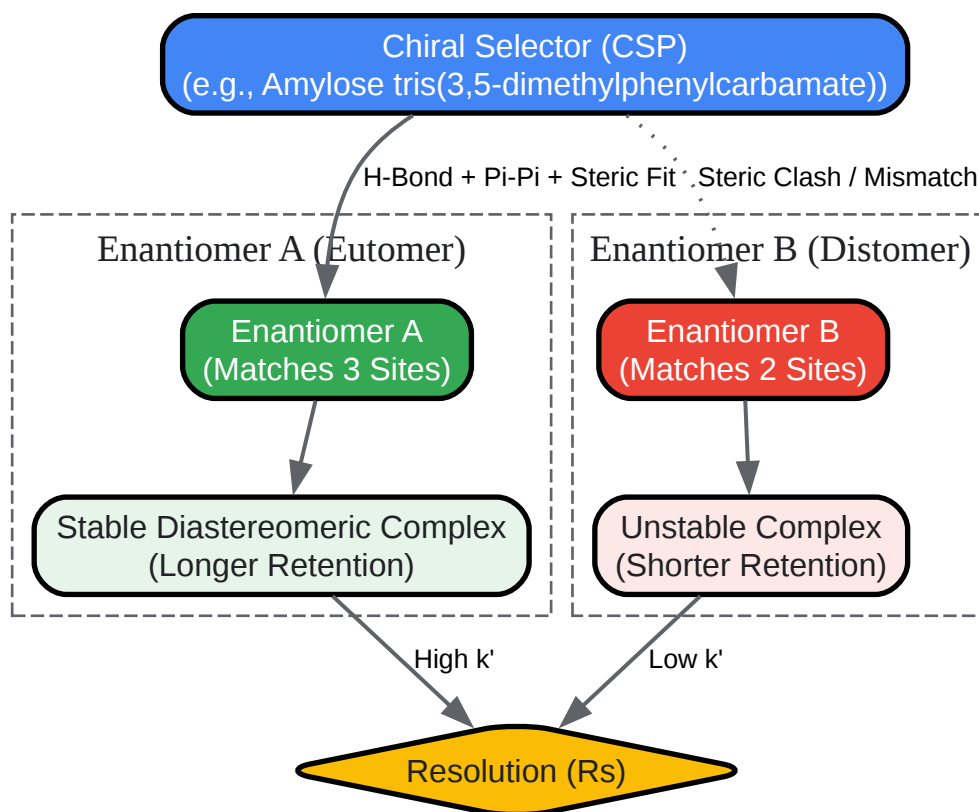 Chiral Selector (CSP)
(e.g., Amylose tris(3,5-dimethylphenylcarbamate))
H-Bond + Pi-Pi + Steric Fit
Steric Clash / Mismatch
Enantiomer A (Eutomer)
Enantiomer B (Distomer)
Enantiomer A
(Matches 3 Sites)
Enantiomer B
(Matches 2 Sites)
Stable Diastereomeric Complex
(Longer Retention)
Unstable Complex
(Shorter Retention)
High k'
Low k'
Resolution (Rs)